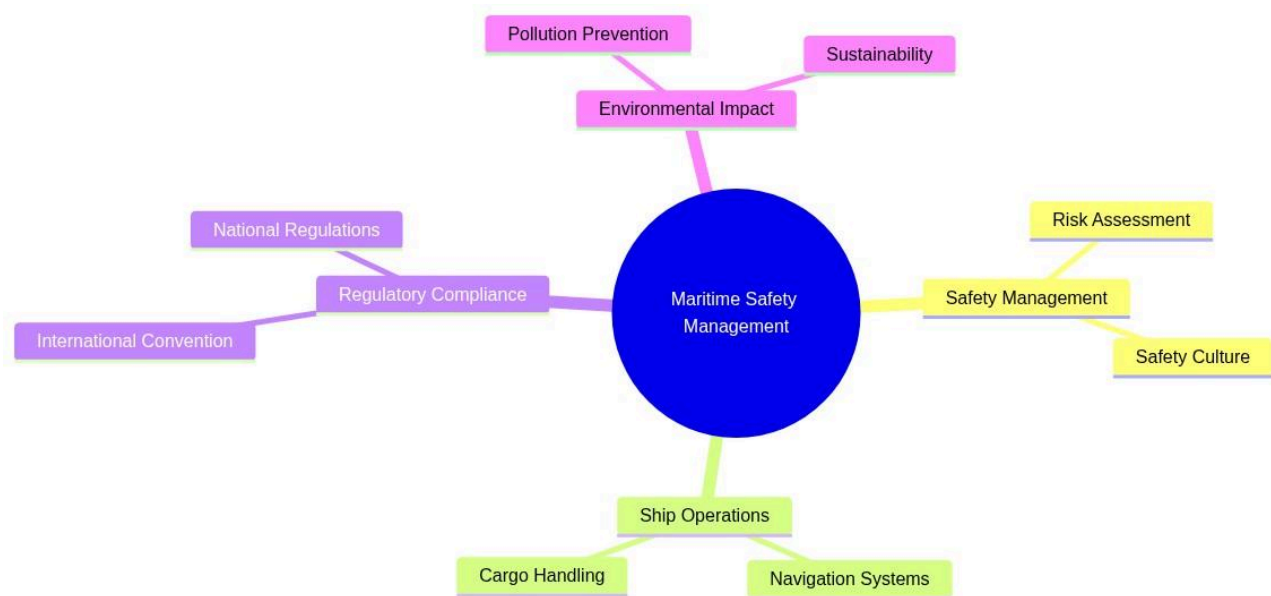 Pollution Prevention
Sustainability
Environmental Impact
National Regulations
Risk Assessment
Regulatory Compliance
Maritime Safety
Management
Safety Management
International Convention
Safety Culture
Ship Operations
Cargo Handling
Navigation Systems